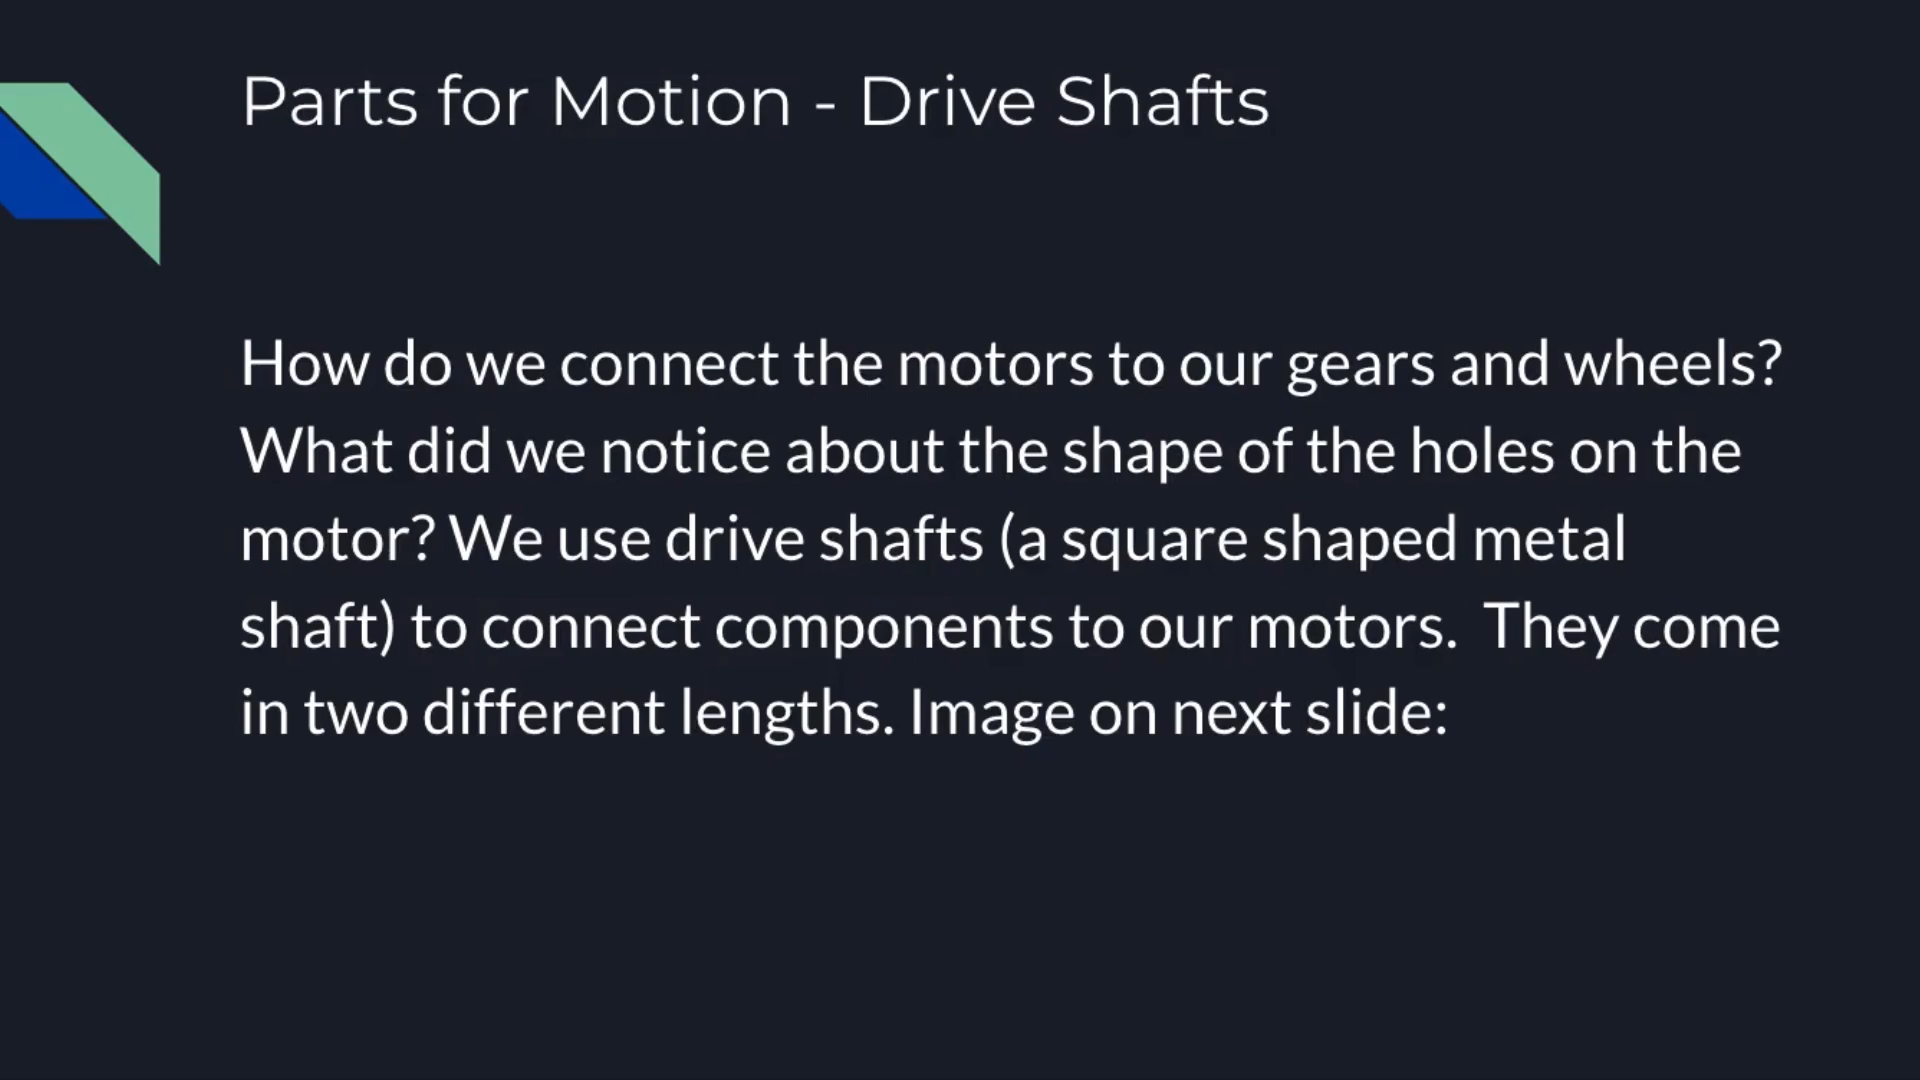 Parts for Motion - Drive Shafts
How do we connect the motors to our gears and wheels?
What did we notice about the shape of the holes on the
motor? We use drive shafts (a square shaped metal
shaft) to connect components to our motors.  They come
in two different lengths. Image on next slide: